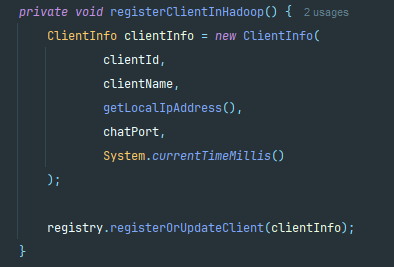 private void registerClientInHadoop() { 2 usages
    ClientInfo clientInfo = new ClientInfo(
            clientId,
            clientName,
            getLocalIpAddress(),
            chatPort,
            System.currentTimeMillis()
    );
    registry.registerOrUpdateClient(clientInfo);
}